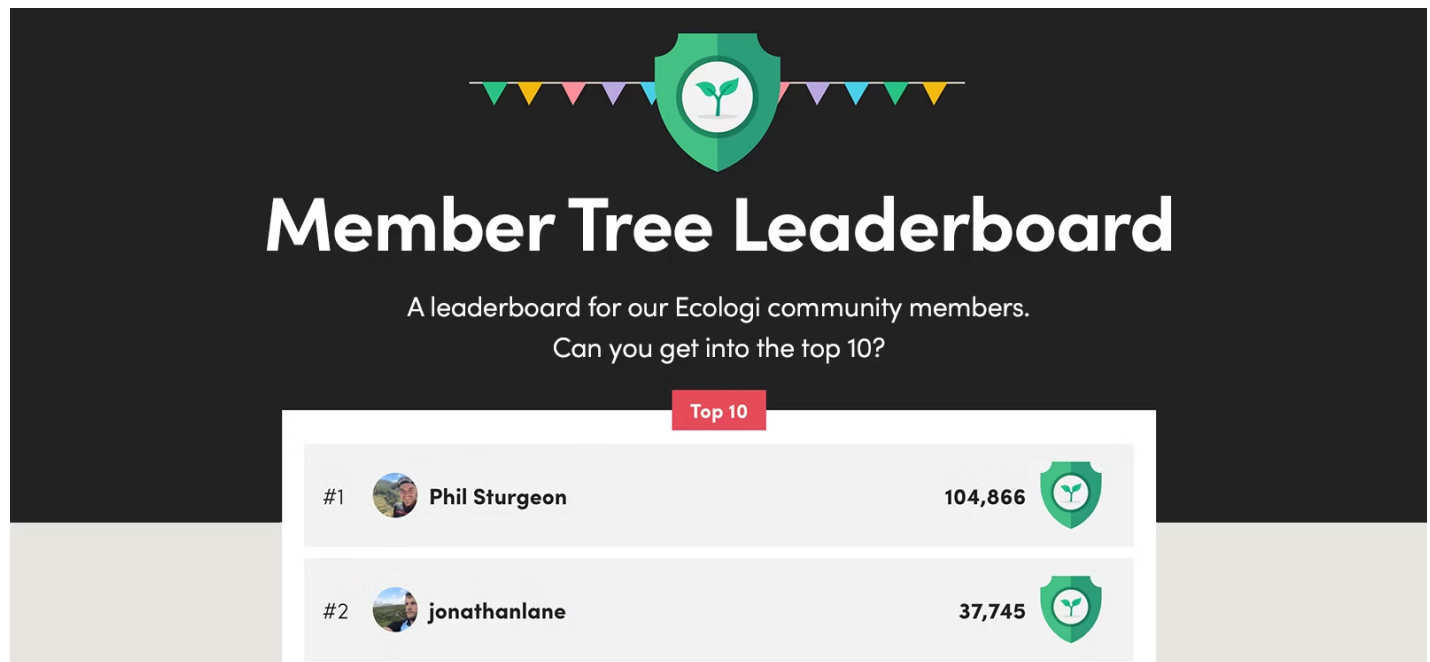 Member Tree Leaderboard
A leaderboard for our Ecologi community members.
Can you get into the top 10?
Top 10
#1 Phil Sturgeon 104,866
#2 jonathanlane 37,745